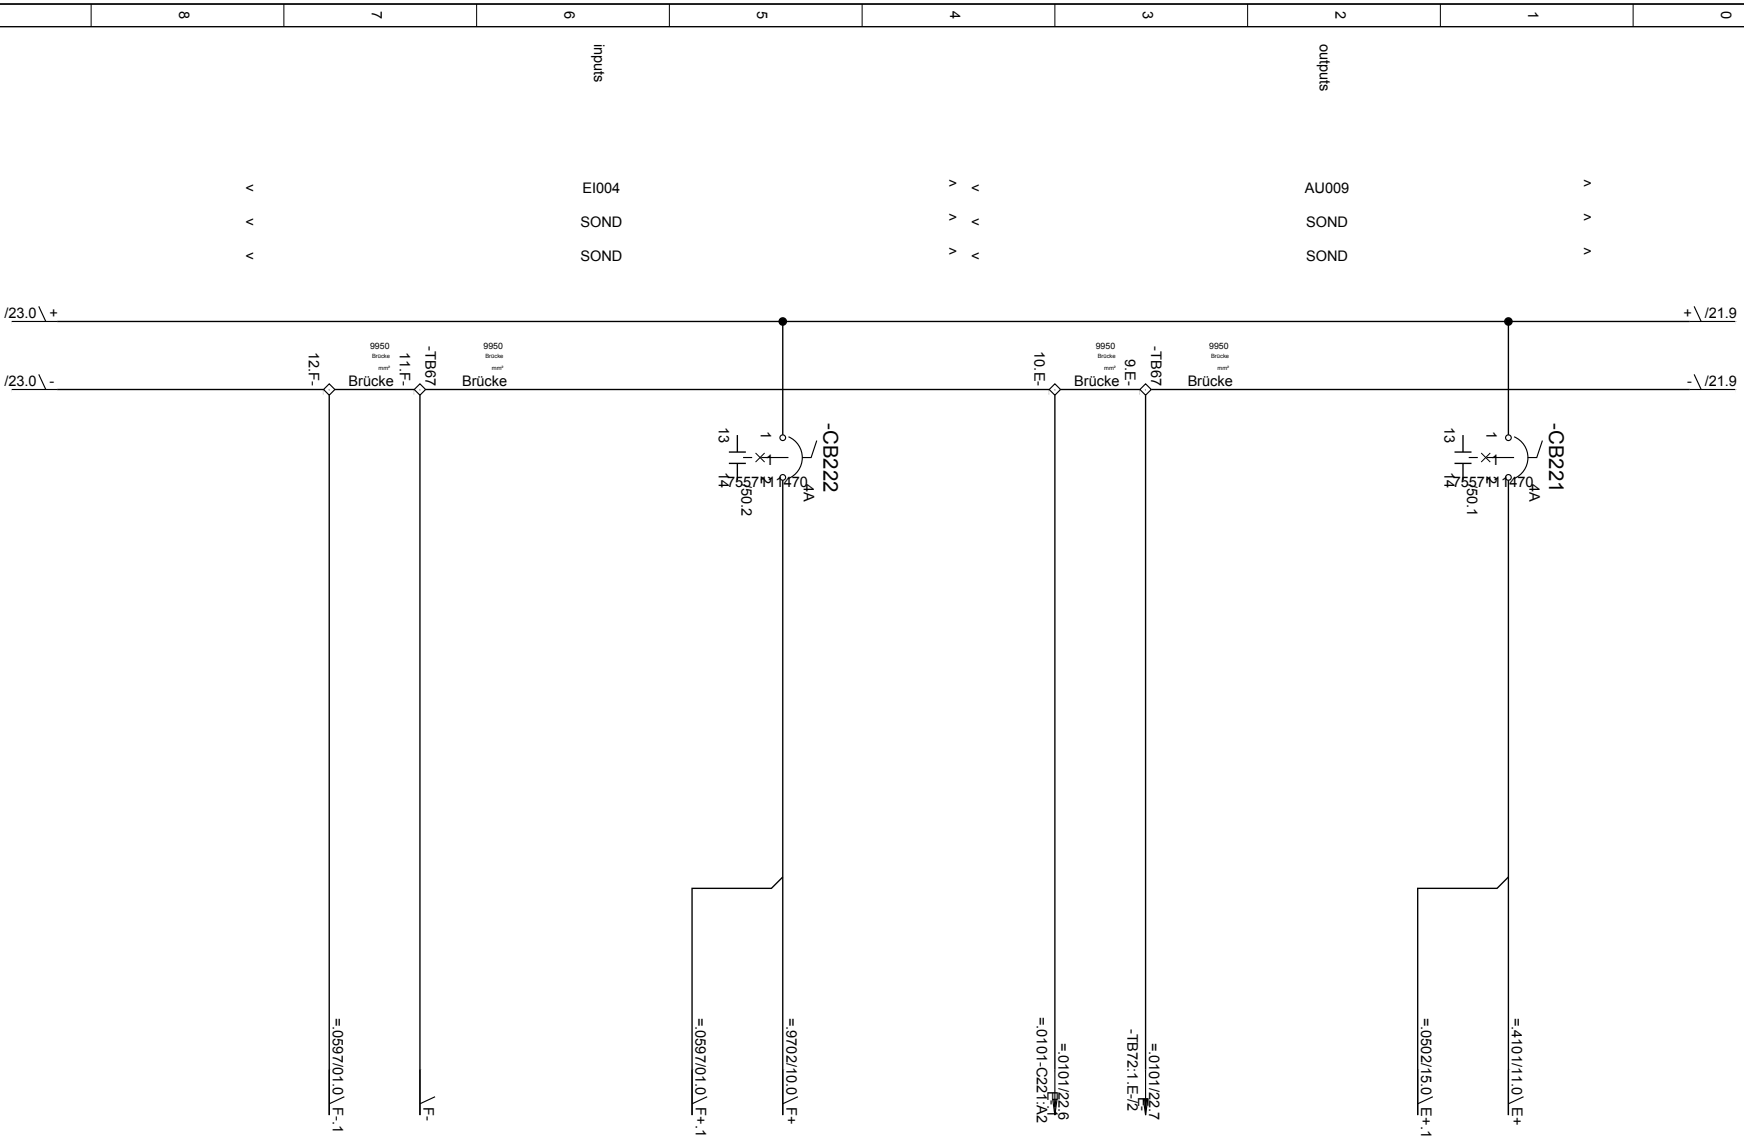 8 7 6 5 4 3 2 1 0
inputs outputs
< EI004 > < AU009 >
< SOND > < SOND >
< SOND > < SOND >
/23.0 + + /21.9
/23.0 - - /21.9
12.F-
9950
Brücke
mm²
Brücke
11.F-
-TB67
9950
Brücke
mm²
Brücke
10.E-
9950
Brücke
mm²
Brücke
9.E-
-TB67
9950
Brücke
mm²
Brücke
-CB222
13 1
14 2
7557111470
4A
/50.2
-CB221
13 1
14 2
7557111470
4A
/50.1
=.0597/01.0 F-.1
F-
=.0597/01.0 F+.1
=.9702/10.0 F+
=.0101-C221:A2
=.0101/22.6
-TB72:1.E-/2
=.0101/22.7
=.0502/15.0 E+.1
=.4101/11.0 E+